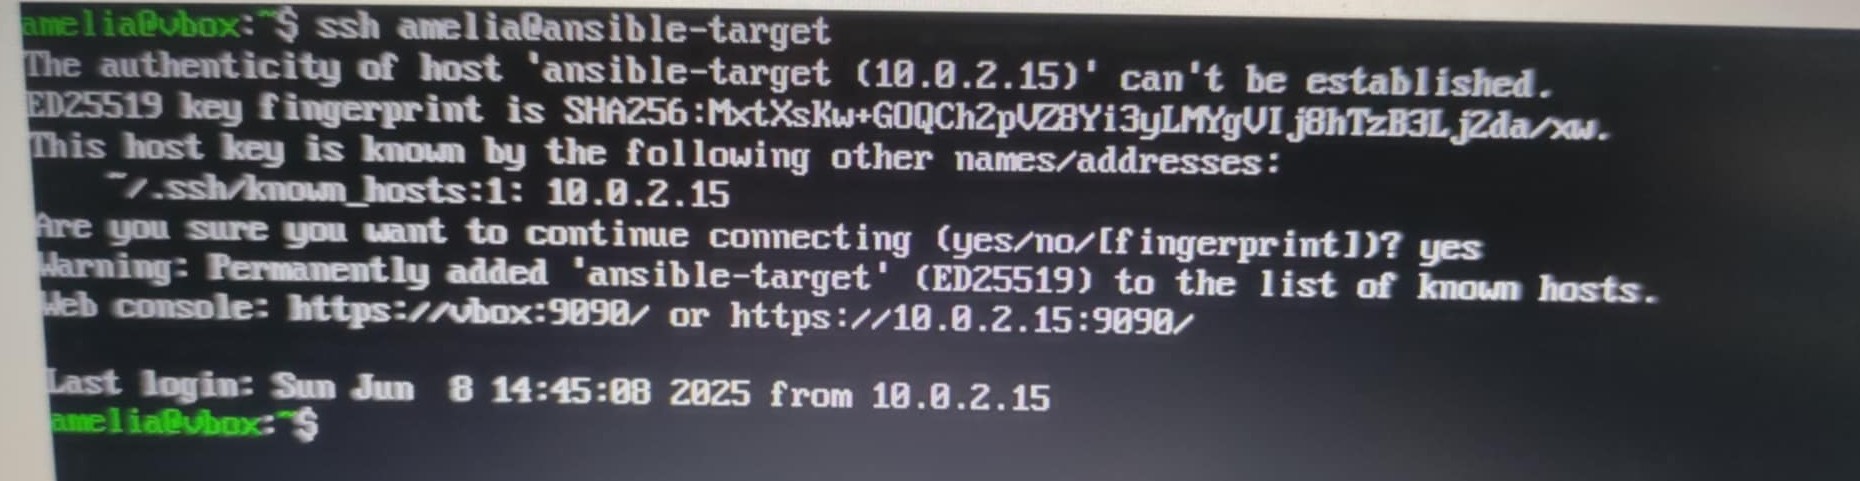 amelia@vbox:~$ ssh amelia@ansible-target
The authenticity of host 'ansible-target (10.0.2.15)' can't be established.
ED25519 key fingerprint is SHA256:MxtXsKw+GOQCh2pVZ8Yi3yLMYgVIj8hTzB3Lj2da/xw.
This host key is known by the following other names/addresses:
    ~/.ssh/known_hosts:1: 10.0.2.15
Are you sure you want to continue connecting (yes/no/[fingerprint])? yes
Warning: Permanently added 'ansible-target' (ED25519) to the list of known hosts.
Web console: https://vbox:9090/ or https://10.0.2.15:9090/
Last login: Sun Jun  8 14:45:08 2025 from 10.0.2.15
amelia@vbox:~$